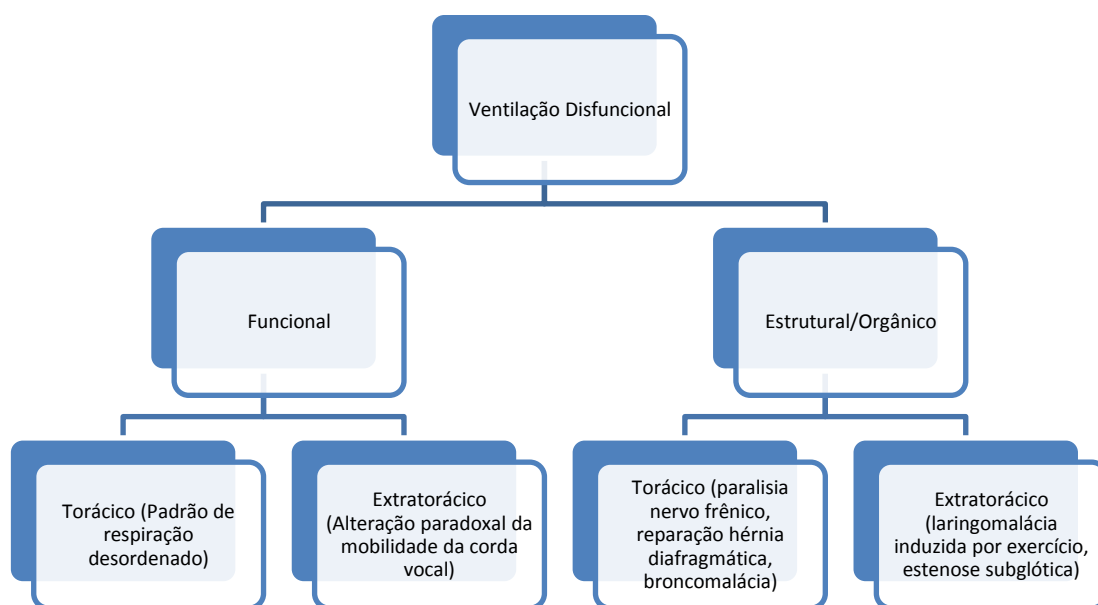 Ventilação Disfuncional
Funcional
Estrutural/Orgânico
Torácico (Padrão de
respiração
desordenado)
Extratorácico
(Alteração paradoxal da
mobilidade da corda
vocal)
Torácico (paralisia
nervo frênico,
reparação hérnia
diafragmática,
broncomalácia)
Extratorácico
(laringomalácia
induzida por exercício,
estenose subglótica)